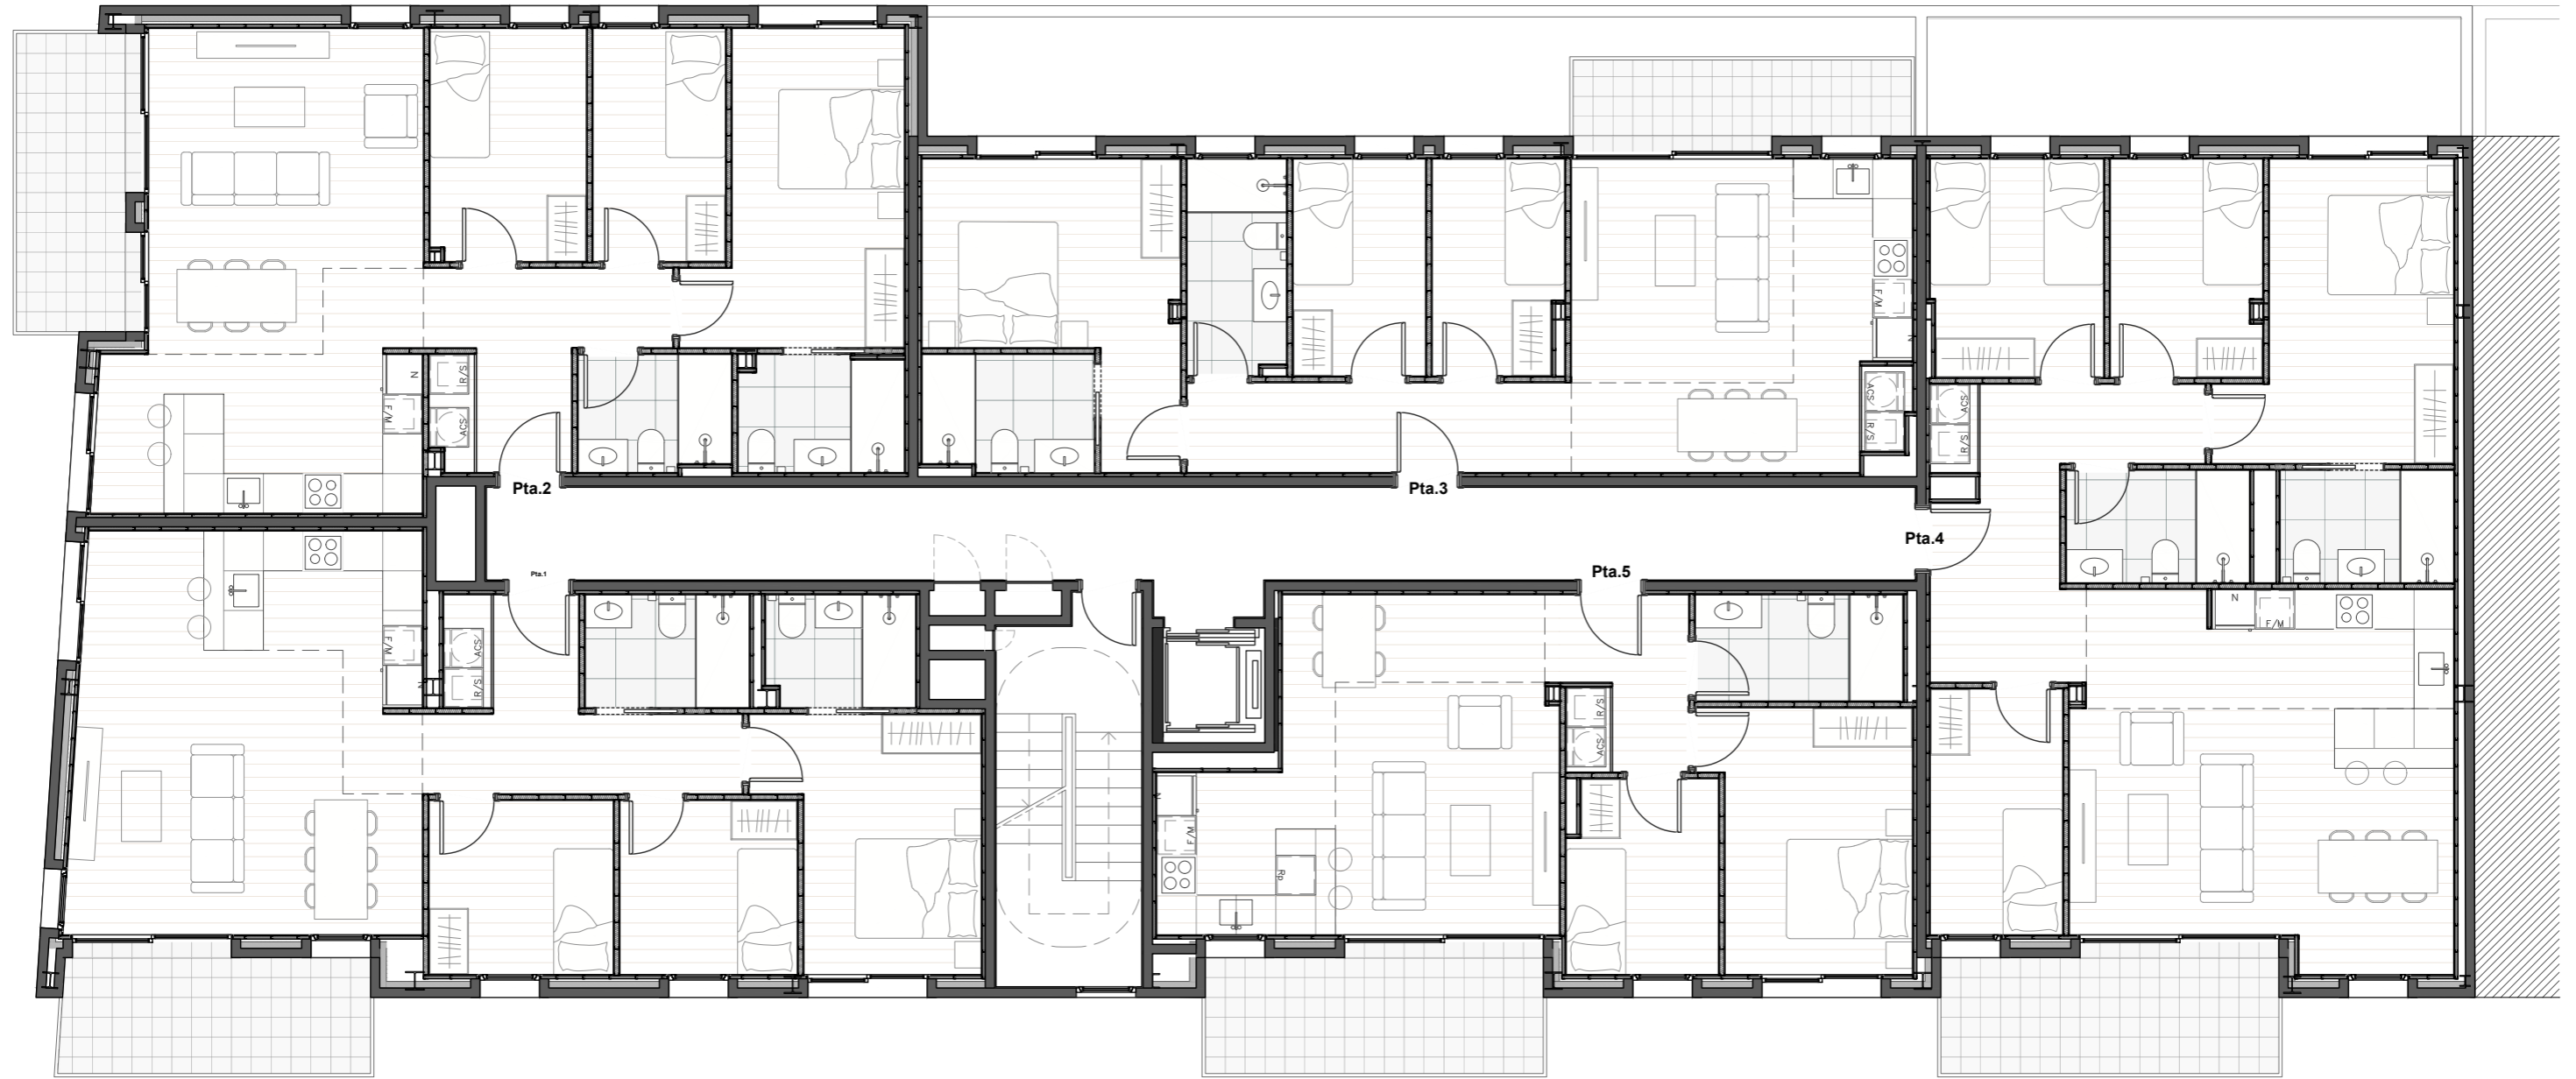 N
R/S
F/M
ACS
F/M
N
ACS
R/S
ACS
R/S
Pta.2
Pta.3
Pta.4
Pta.1
Pta.5
F/M
N
ACS
R/S
N
F/M
R/S
ACS
N
F/M
Rp